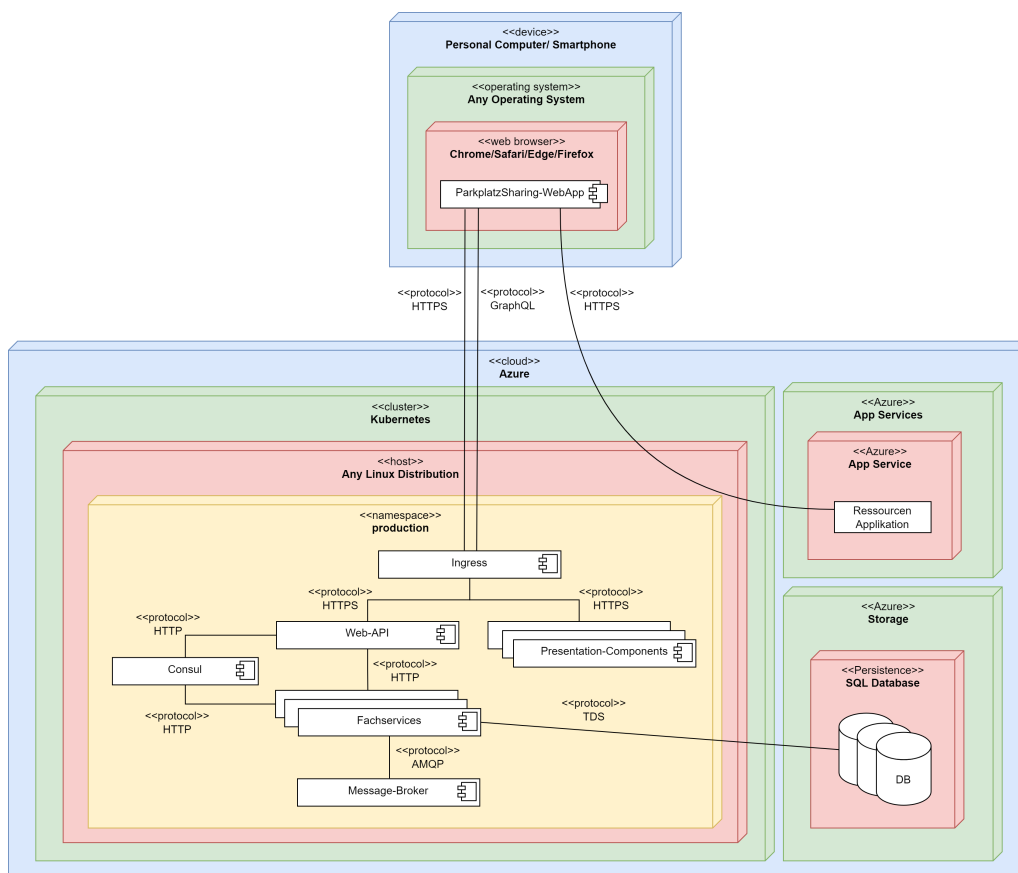 <<device>>
Personal Computer/ Smartphone
<<operating system>>
Any Operating System
<<web browser>>
Chrome/Safari/Edge/Firefox
ParkplatzSharing-WebApp
<<protocol>>
HTTPS
<<protocol>>
GraphQL
<<protocol>>
HTTPS
<<cloud>>
Azure
<<cluster>>
Kubernetes
<<host>>
Any Linux Distribution
<<namespace>>
production
Ingress
<<protocol>>
HTTPS
<<protocol>>
HTTPS
<<protocol>>
HTTP
Web-API
Presentation-Components
Consul
<<protocol>>
HTTP
<<protocol>>
HTTP
Fachservices
<<protocol>>
TDS
<<protocol>>
AMQP
Message-Broker
<<Azure>>
App Services
<<Azure>>
App Service
Ressourcen
Applikation
<<Azure>>
Storage
<<Persistence>>
SQL Database
DB